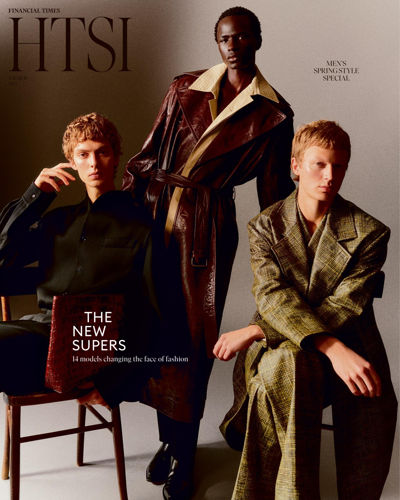 FINANCIAL TIMES
HTSI
MEN'S
SPRING STYLE
SPECIAL
THE
NEW
SUPERS
14 models changing the face of fashion